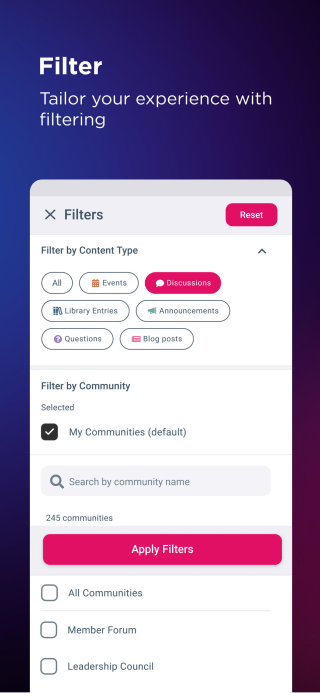 Filter
Tailor your experience with
filtering
Filters
Reset
Filter by Content Type
All
Events
Discussions
Library Entries
Announcements
Questions
Blog posts
Filter by Community
Selected
My Communities (default)
Search by community name
245 communities
Apply Filters
All Communities
Member Forum
Leadership Council